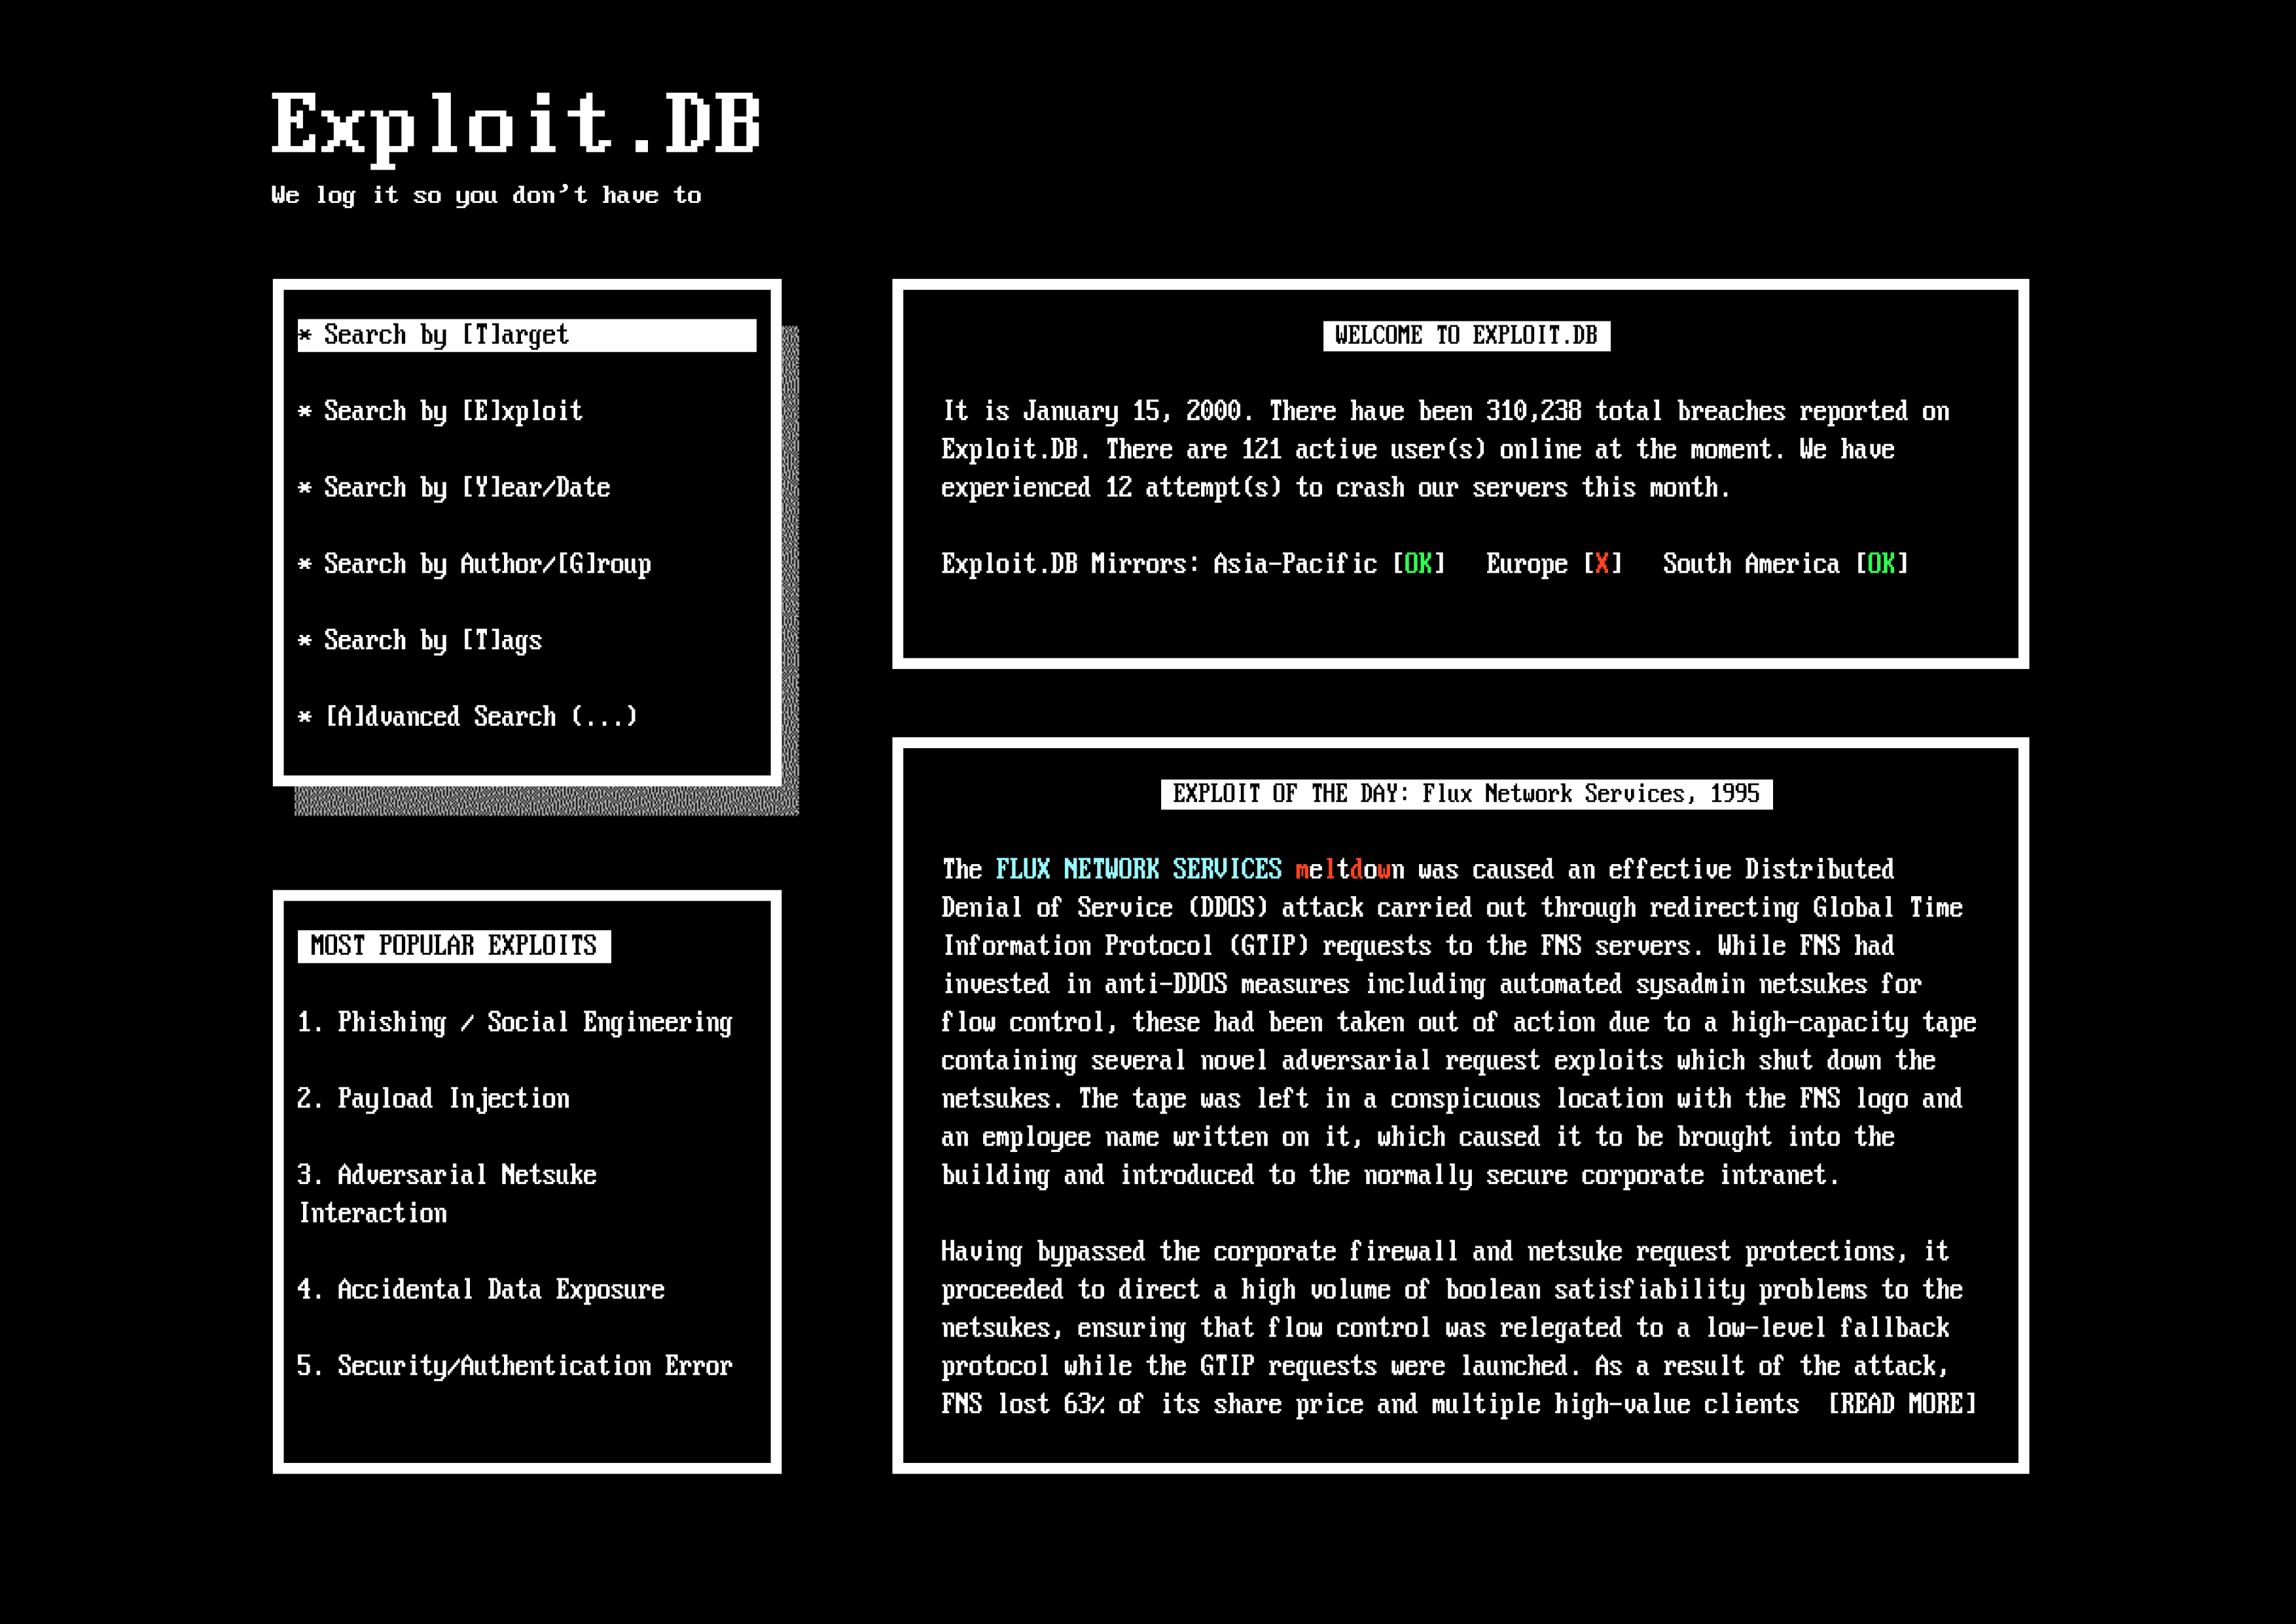 Exploit.DB
We log it so you don't have to
* Search by [T]arget
* Search by [E]xploit
* Search by [Y]ear/Date
* Search by Author/[G]roup
* Search by [T]ags
* [A]dvanced Search (...)
MOST POPULAR EXPLOITS
1. Phishing / Social Engineering
2. Payload Injection
3. Adversarial Netsuke
Interaction
4. Accidental Data Exposure
5. Security/Authentication Error
WELCOME TO EXPLOIT.DB
It is January 15, 2000. There have been 310,238 total breaches reported on
Exploit.DB. There are 121 active user(s) online at the moment. We have
experienced 12 attempt(s) to crash our servers this month.
Exploit.DB Mirrors: Asia-Pacific [OK] Europe [X] South America [OK]
EXPLOIT OF THE DAY: Flux Network Services, 1995
The FLUX NETWORK SERVICES meltdown was caused an effective Distributed
Denial of Service (DDOS) attack carried out through redirecting Global Time
Information Protocol (GTIP) requests to the FNS servers. While FNS had
invested in anti-DDOS measures including automated sysadmin netsukes for
flow control, these had been taken out of action due to a high-capacity tape
containing several novel adversarial request exploits which shut down the
netsukes. The tape was left in a conspicuous location with the FNS logo and
an employee name written on it, which caused it to be brought into the
building and introduced to the normally secure corporate intranet.
Having bypassed the corporate firewall and netsuke request protections, it
proceeded to direct a high volume of boolean satisfiability problems to the
netsukes, ensuring that flow control was relegated to a low-level fallback
protocol while the GTIP requests were launched. As a result of the attack,
FNS lost 63% of its share price and multiple high-value clients [READ MORE]